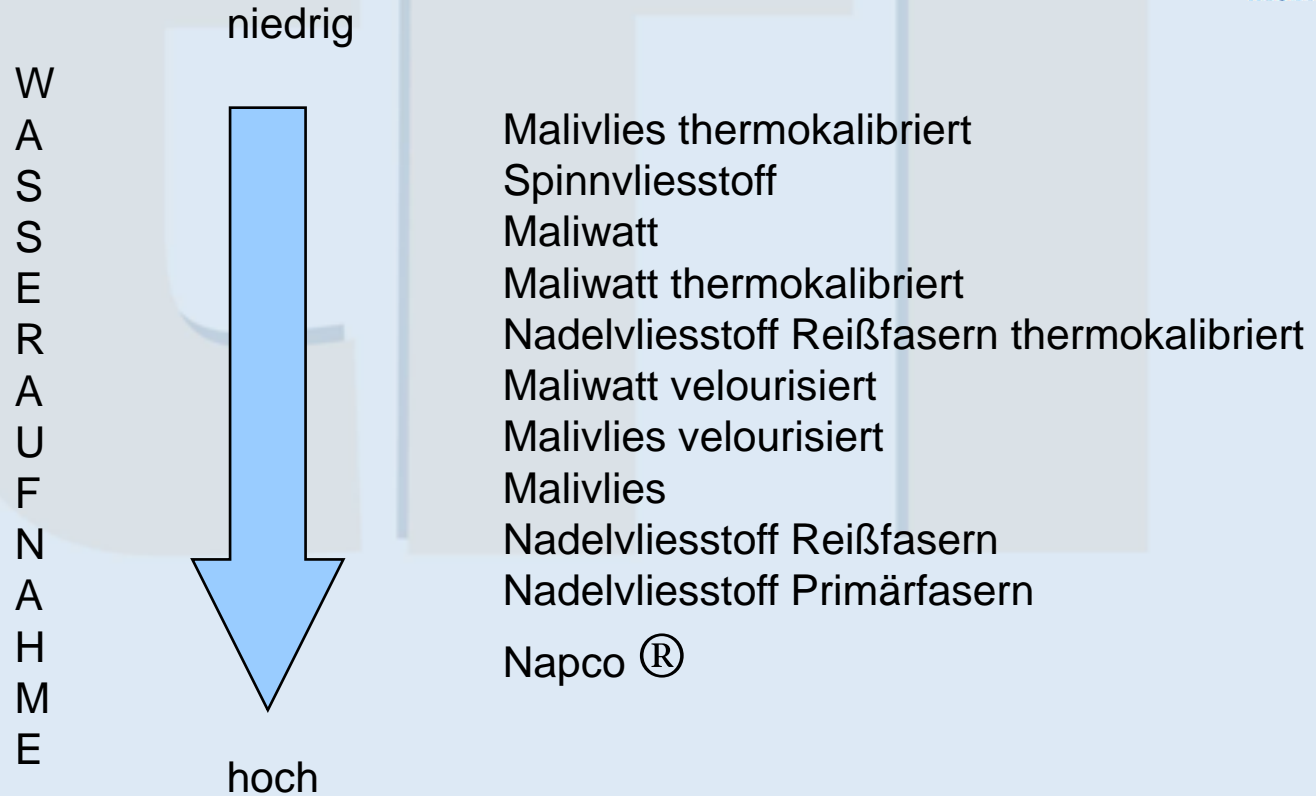 niedrig
W
A
S
S
E
R
A
U
F
N
A
H
M
E
Malivlies thermokalibriert
Spinnvliesstoff
Maliwatt
Maliwatt thermokalibriert
Nadelvliesstoff Reißfasern thermokalibriert
Maliwatt velourisiert
Malivlies velourisiert
Malivlies
Nadelvliesstoff Reißfasern
Nadelvliesstoff Primärfasern
Napco ®
hoch